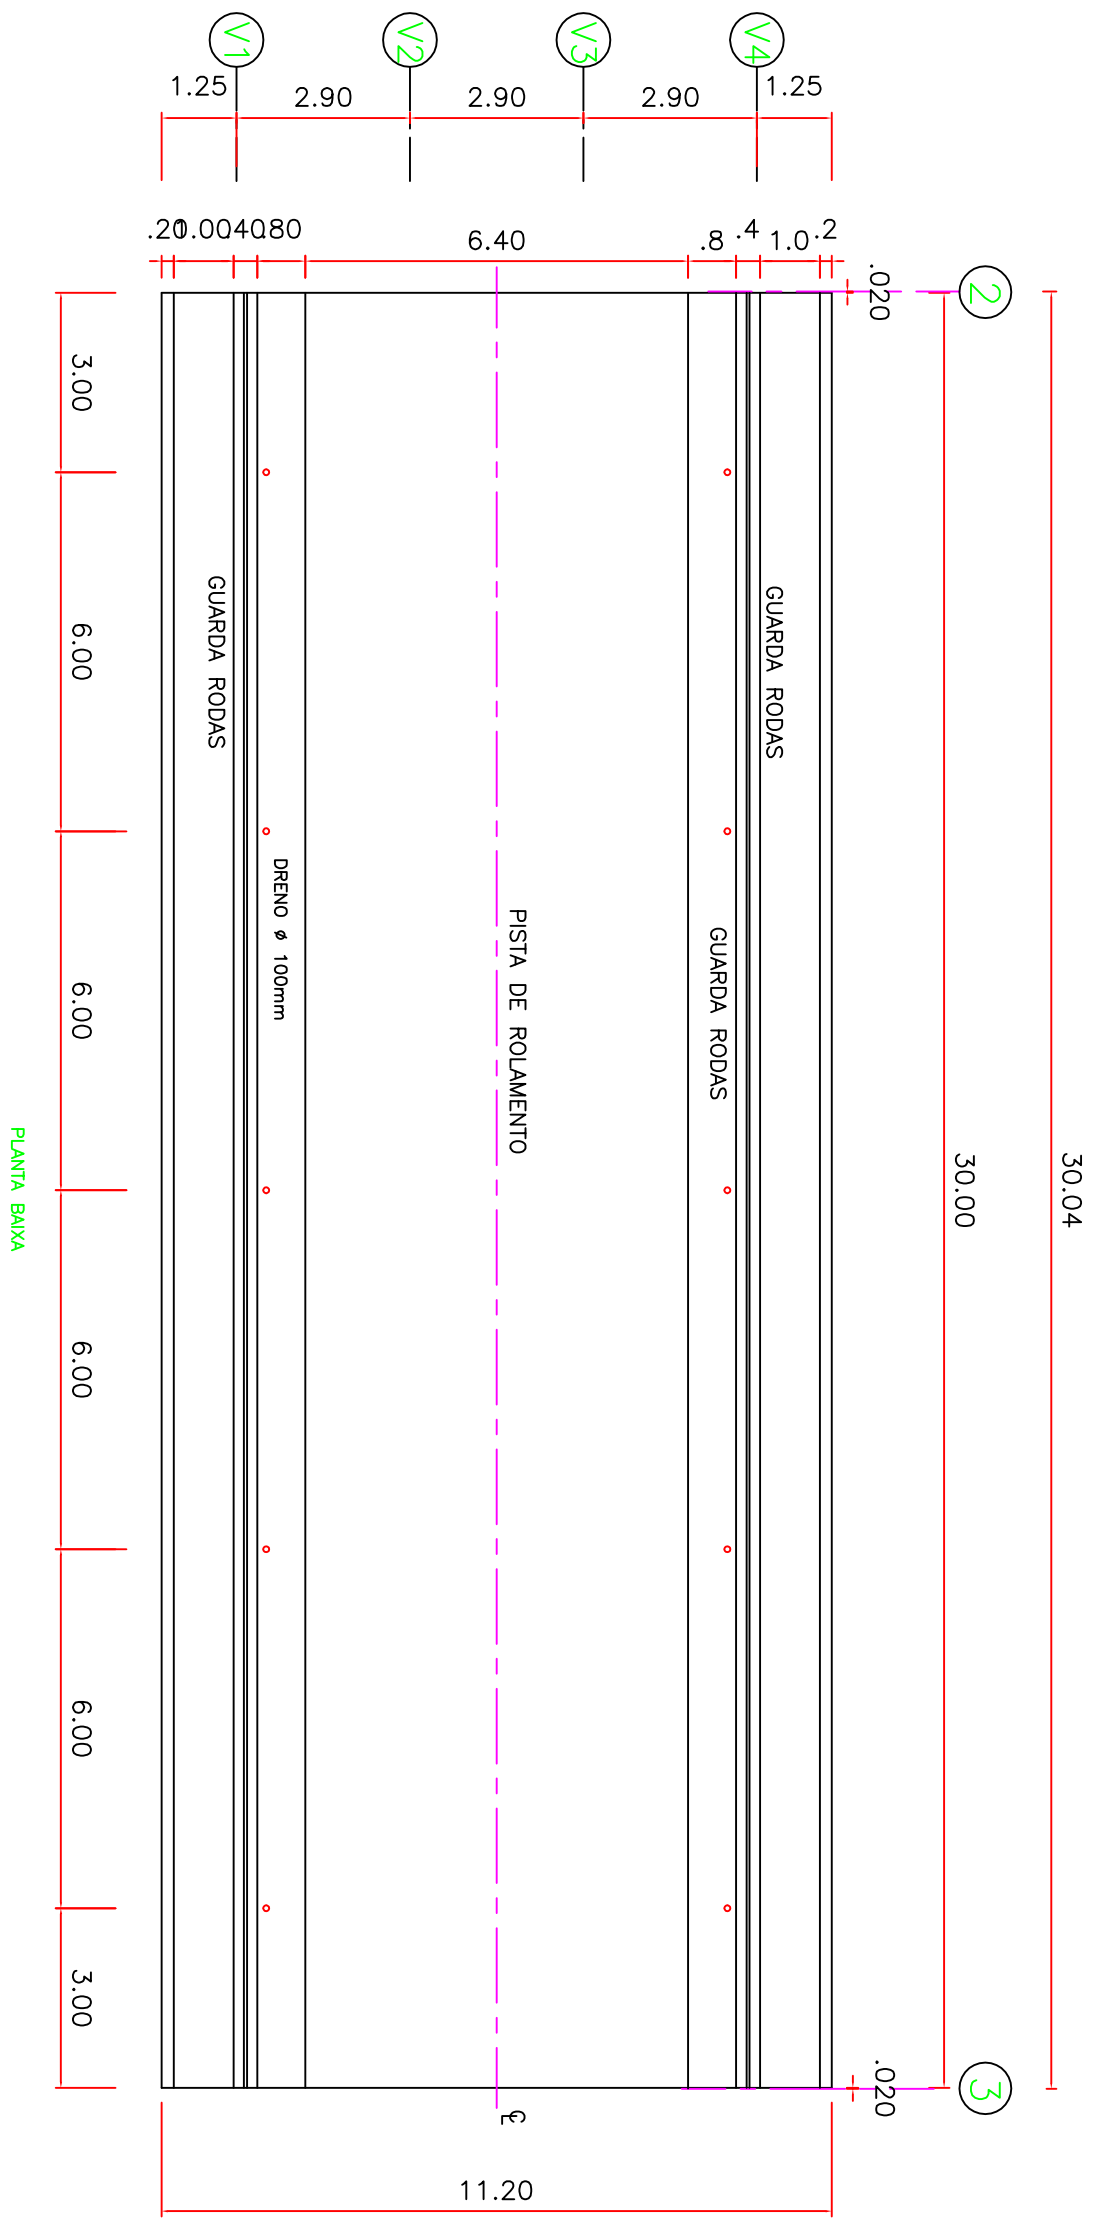 V1
V2
V3
V4
1.25
2.90
2.90
2.90
1.25
.20
1.00
.40
.80
6.40
.8
.4
1.0
.2
.020
2
3.00
6.00
6.00
6.00
6.00
3.00
GUARDA RODAS
GUARDA RODAS
DRENO ø 100mm
PISTA DE ROLAMENTO
GUARDA RODAS
30.00
30.04
PLANTA BAIXA
.020
3
℄
11.20